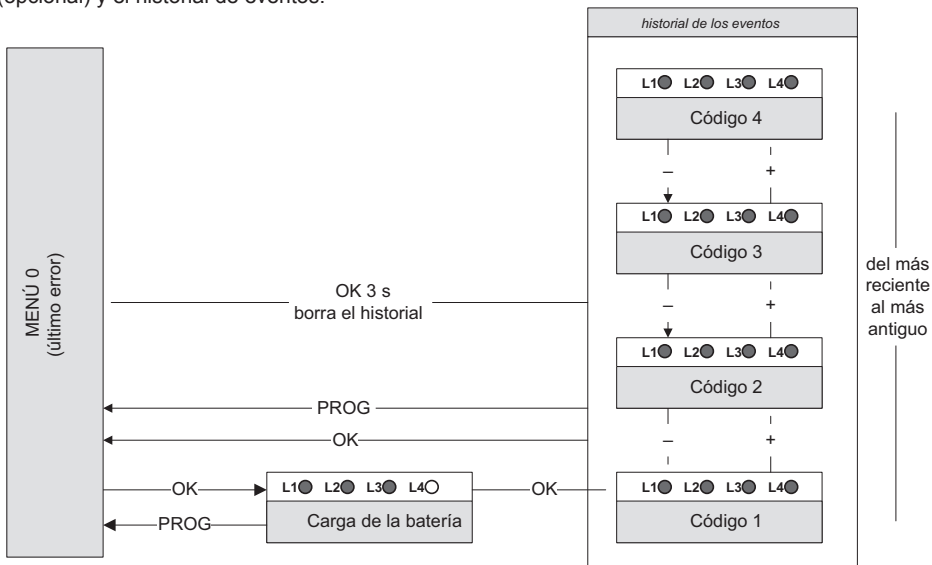 (opcional) y el historial de eventos.
historial de los eventos
L1 L2 L3 L4
Código 4
– +
L1 L2 L3 L4
Código 3
– +
L1 L2 L3 L4
Código 2
– +
L1 L2 L3 L4
Código 1
del más
reciente
al más
antiguo
MENÚ 0
(último error)
OK 3 s
borra el historial
PROG
OK
OK
L1 L2 L3 L4
Carga de la batería
OK
PROG